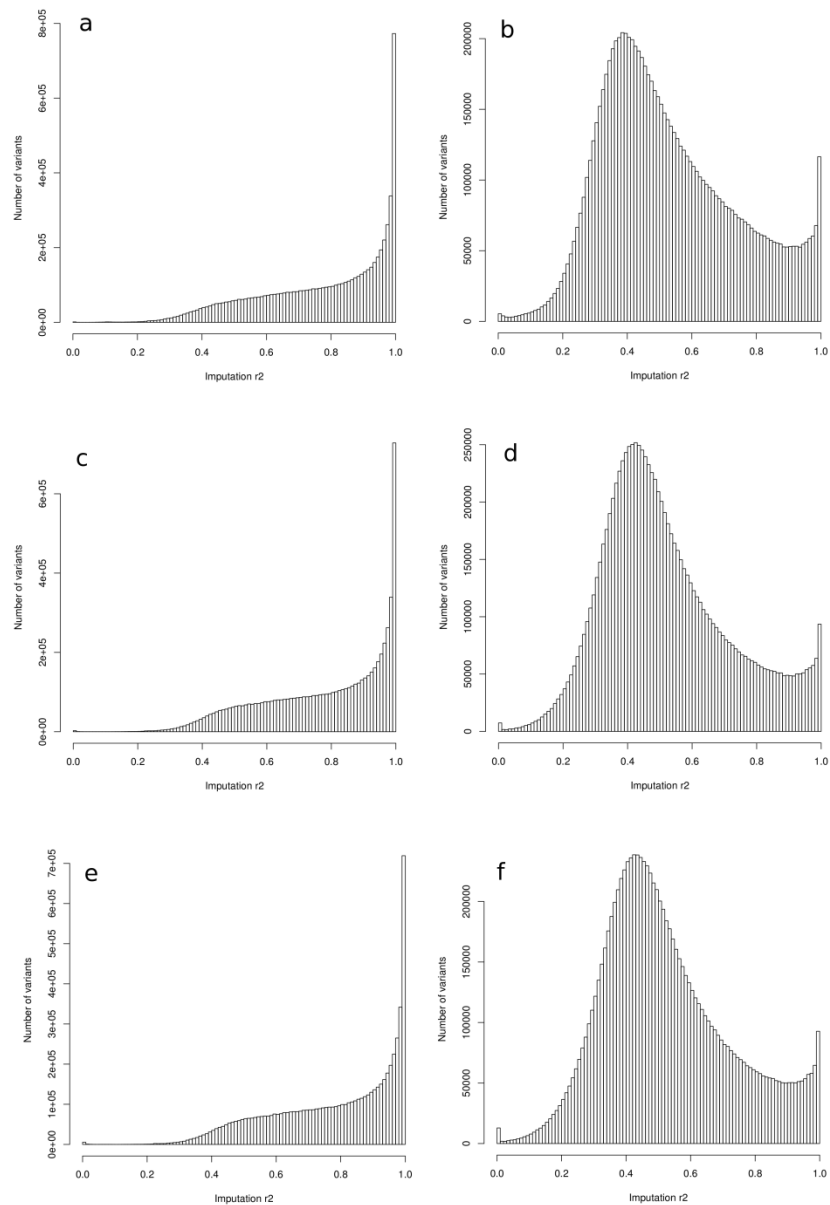 a
8e+05
6e+05
4e+05
2e+05
0e+00
Number of variants
0.0 0.2 0.4 0.6 0.8 1.0
Imputation r2
b
200000
150000
100000
50000
0
Number of variants
0.0 0.2 0.4 0.6 0.8 1.0
Imputation r2
c
6e+05
4e+05
2e+05
0e+00
Number of variants
0.0 0.2 0.4 0.6 0.8 1.0
Imputation r2
d
250000
200000
150000
100000
50000
0
Number of variants
0.0 0.2 0.4 0.6 0.8 1.0
Imputation r2
e
7e+05
6e+05
5e+05
4e+05
3e+05
2e+05
1e+05
0e+00
Number of variants
0.0 0.2 0.4 0.6 0.8 1.0
Imputation r2
f
200000
150000
100000
50000
0
Number of variants
0.0 0.2 0.4 0.6 0.8 1.0
Imputation r2